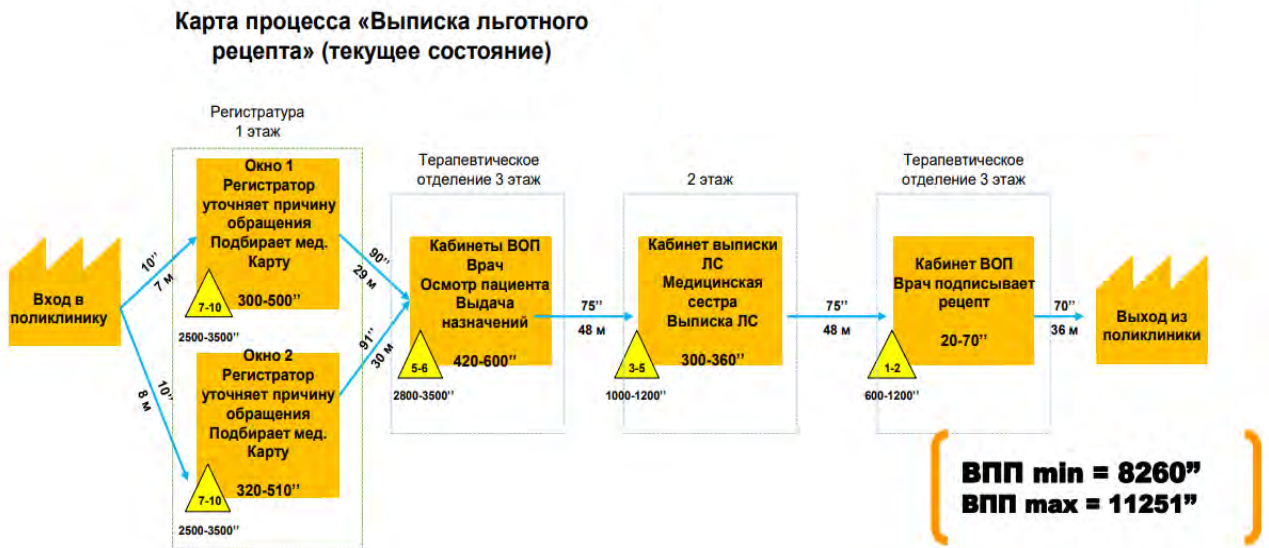 Карта процесса «Выписка льготного
рецепта» (текущее состояние)
Регистратура
1 этаж
Окно 1
Регистратор
уточняет причину
обращения
Подбирает мед.
Карту
300-500’’
7-10
2500-3500’’
Окно 2
Регистратор
уточняет причину
обращения
Подбирает мед.
Карту
320-510’’
7-10
2500-3500’’
Вход в
поликлинику
10’’
7 м
10’’
8 м
90’’
29 м
91’’
30 м
Терапевтическое
отделение 3 этаж
Кабинеты ВОП
Врач
Осмотр пациента
Выдача
назначений
420-600’’
5-6
2800-3500’’
75’’
48 м
2 этаж
Кабинет выписки
ЛС
Медицинская
сестра
Выписка ЛС
300-360’’
3-5
1000-1200’’
75’’
48 м
Терапевтическое
отделение 3 этаж
Кабинет ВОП
Врач подписывает
рецепт
20-70’’
1-2
600-1200’’
70’’
36 м
Выход из
поликлиники
ВПП min = 8260”
ВПП max = 11251”